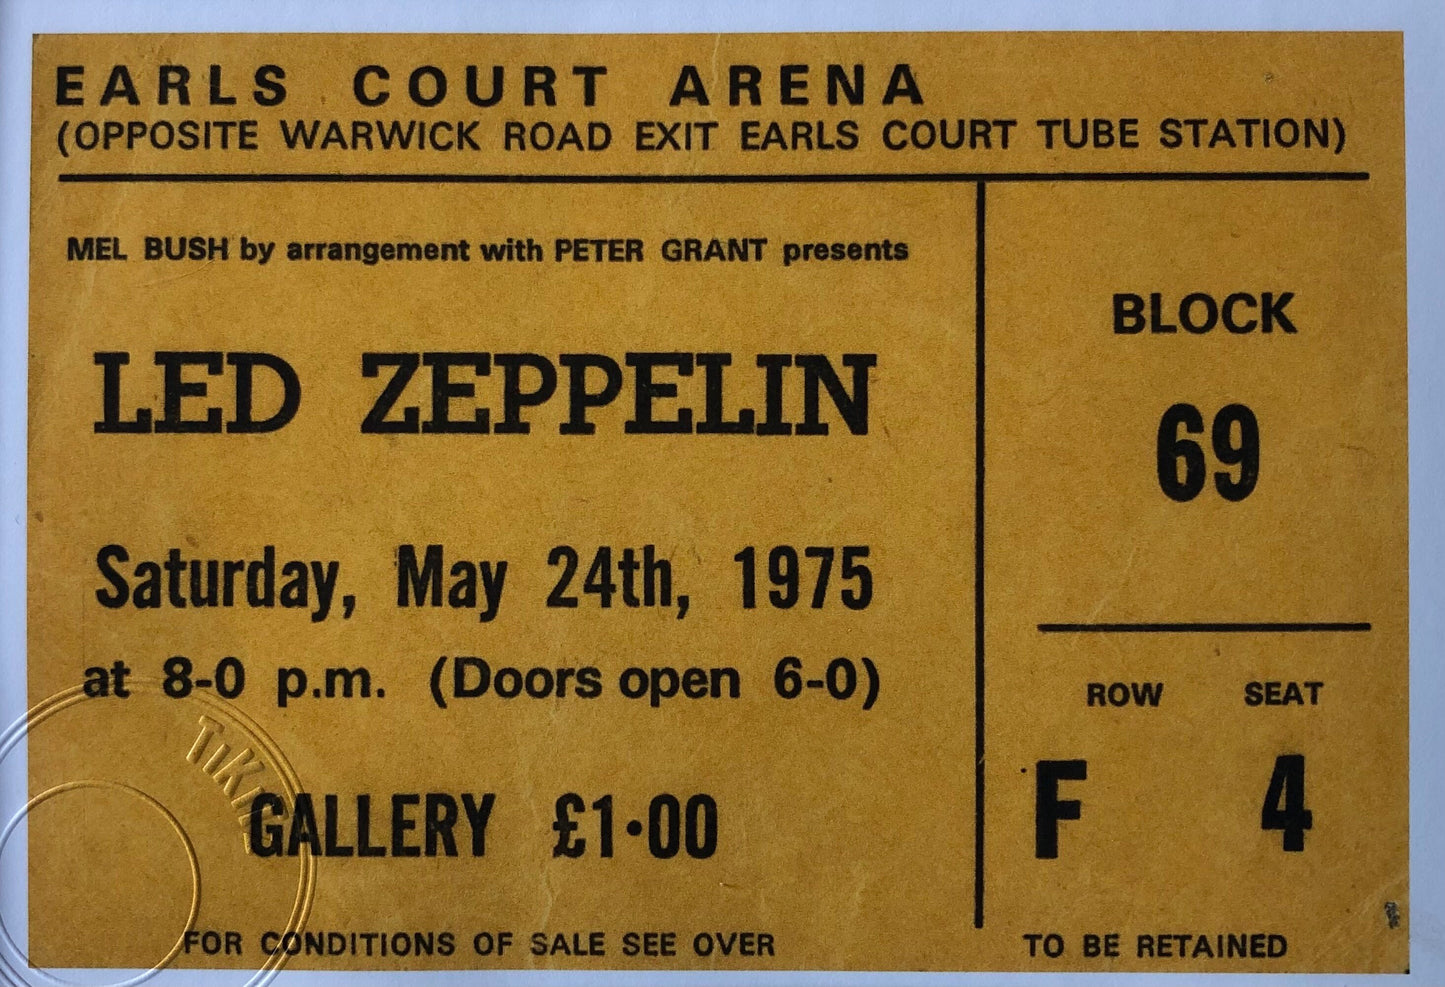 EARLS COURT ARENA
(OPPOSITE WARWICK ROAD EXIT EARLS COURT TUBE STATION)
MEL BUSH by arrangement with PETER GRANT presents
LED ZEPPELIN
Saturday, May 24th, 1975
at 8-0 p.m. (Doors open 6-0)
GALLERY £1·00
FOR CONDITIONS OF SALE SEE OVER
BLOCK
69
ROW SEAT
F 4
TO BE RETAINED